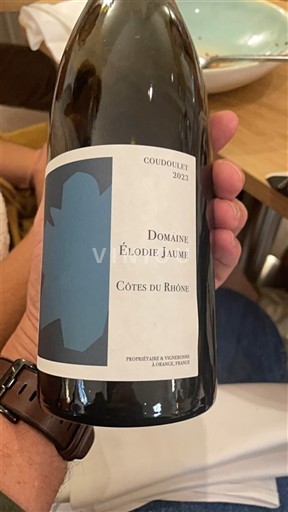 COUDOULET
2023
DOMAINE
ÉLODIE JAUME
CÔTES DU RHÔNE
PROPRIÉTAIRE & VIGNERONNE
À ORANGE, FRANCE